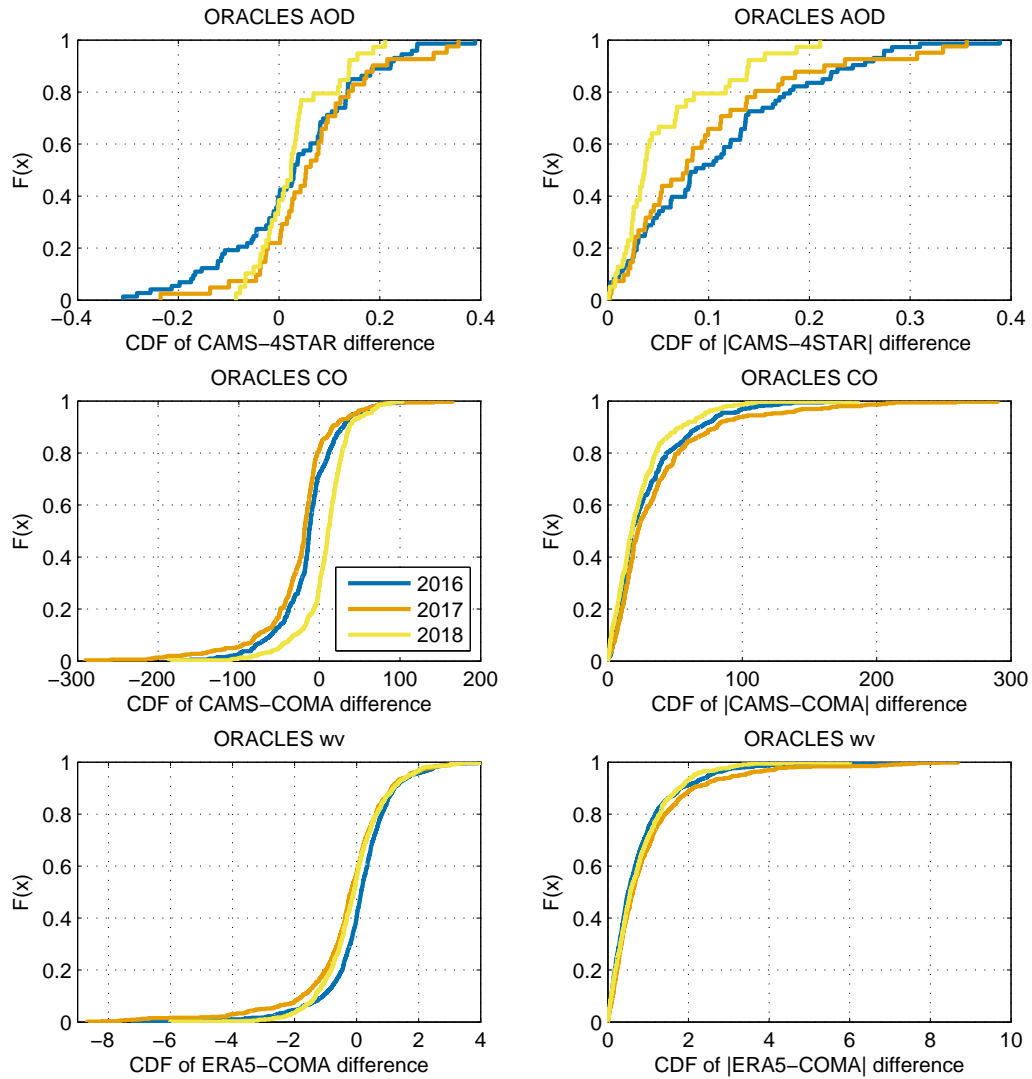 ORACLES AOD
F(x)
1
0.8
0.6
0.4
0.2
0
−0.4 −0.2 0 0.2 0.4
CDF of CAMS−4STAR difference
ORACLES AOD
F(x)
1
0.8
0.6
0.4
0.2
0
0 0.1 0.2 0.3 0.4
CDF of |CAMS−4STAR| difference
ORACLES CO
F(x)
1
0.8
0.6
0.4
0.2
0
2016
2017
2018
−300 −200 −100 0 100 200
CDF of CAMS−COMA difference
ORACLES CO
F(x)
1
0.8
0.6
0.4
0.2
0
0 100 200 300
CDF of |CAMS−COMA| difference
ORACLES wv
F(x)
1
0.8
0.6
0.4
0.2
0
−8 −6 −4 −2 0 2 4
CDF of ERA5−COMA difference
ORACLES wv
F(x)
1
0.8
0.6
0.4
0.2
0
0 2 4 6 8 10
CDF of |ERA5−COMA| difference